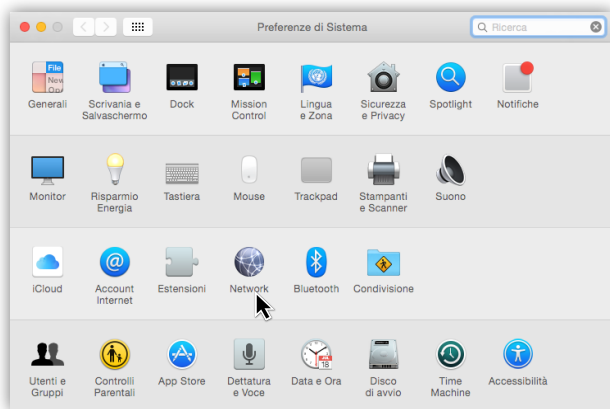 Preferenze di Sistema
Ricerca
File
New
Generali
Scrivania e
Salvaschermo
Dock
Mission
Control
Lingua
e Zona
Sicurezza
e Privacy
Spotlight
Notifiche
Monitor
Risparmio
Energia
Tastiera
Mouse
Trackpad
Stampanti
e Scanner
Suono
iCloud
@
Account
Internet
Estensioni
Network
Bluetooth
Condivisione
Utenti e
Gruppi
Controlli
Parentali
App Store
Dettatura
e Voce
18
Data e Ora
Disco
di avvio
Time
Machine
Accessibilità